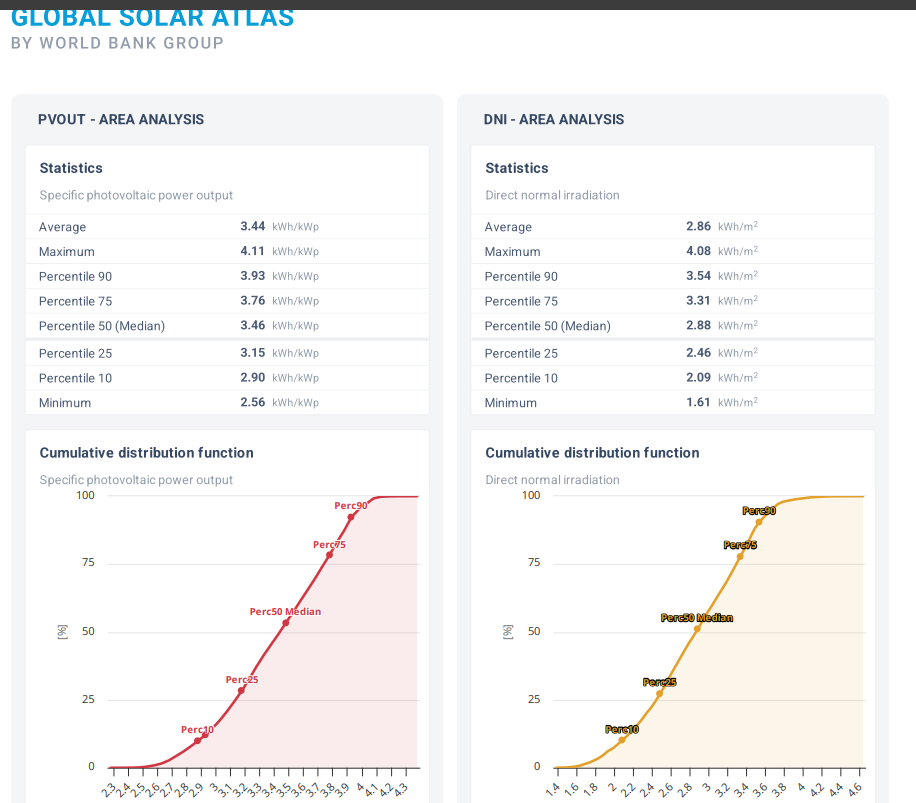 GLOBAL SOLAR ATLAS
BY WORLD BANK GROUP
PVOUT - AREA ANALYSIS
Statistics
Specific photovoltaic power output
Average 3.44 kWh/kWp
Maximum 4.11 kWh/kWp
Percentile 90 3.93 kWh/kWp
Percentile 75 3.76 kWh/kWp
Percentile 50 (Median) 3.46 kWh/kWp
Percentile 25 3.15 kWh/kWp
Percentile 10 2.90 kWh/kWp
Minimum 2.56 kWh/kWp
Cumulative distribution function
Specific photovoltaic power output
100
75
50
25
0
[%]
Perc90
Perc75
Perc50 Median
Perc25
Perc10
2.3 2.4 2.5 2.6 2.7 2.8 2.9 3 3.1 3.2 3.3 3.4 3.5 3.6 3.7 3.8 3.9 4 4.1 4.2 4.3
DNI - AREA ANALYSIS
Statistics
Direct normal irradiation
Average 2.86 kWh/m²
Maximum 4.08 kWh/m²
Percentile 90 3.54 kWh/m²
Percentile 75 3.31 kWh/m²
Percentile 50 (Median) 2.88 kWh/m²
Percentile 25 2.46 kWh/m²
Percentile 10 2.09 kWh/m²
Minimum 1.61 kWh/m²
Cumulative distribution function
Direct normal irradiation
100
75
50
25
0
[%]
Perc90
Perc75
Perc50 Median
Perc25
Perc10
1.4 1.6 1.8 2 2.2 2.4 2.6 2.8 3 3.2 3.4 3.6 3.8 4 4.2 4.4 4.6